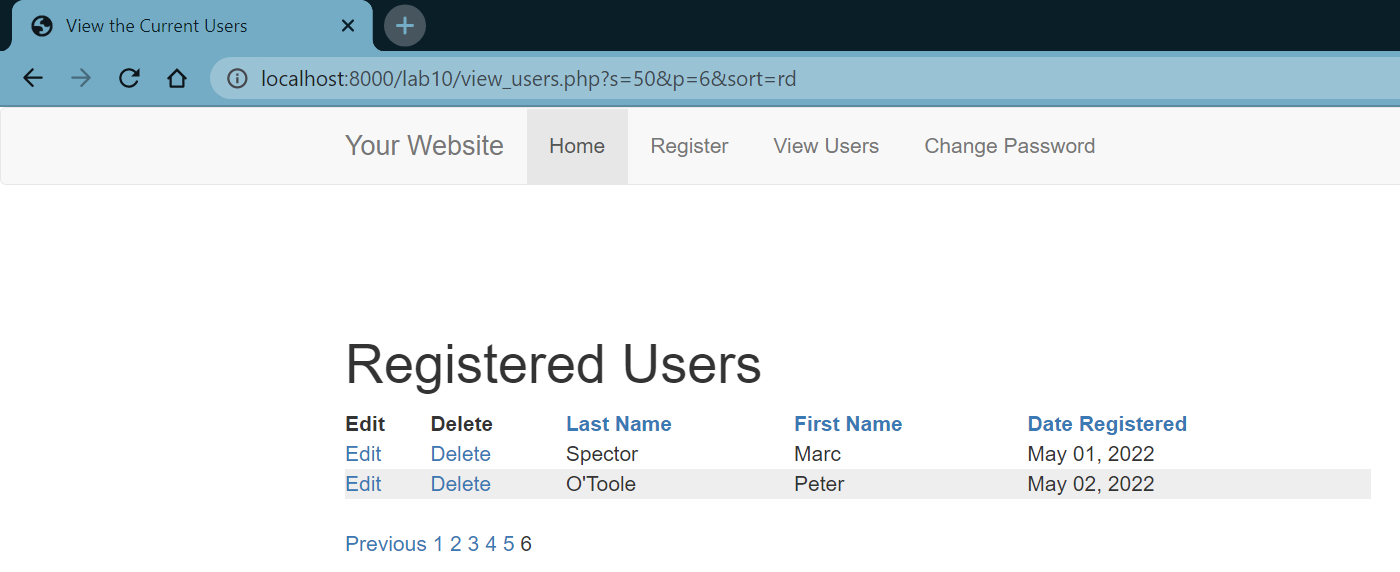 View the Current Users
localhost:8000/lab10/view_users.php?s=50&p=6&sort=rd
Your Website Home Register View Users Change Password
Registered Users
Edit Delete Last Name First Name Date Registered
Edit Delete Spector Marc May 01, 2022
Edit Delete O'Toole Peter May 02, 2022
Previous 1 2 3 4 5 6